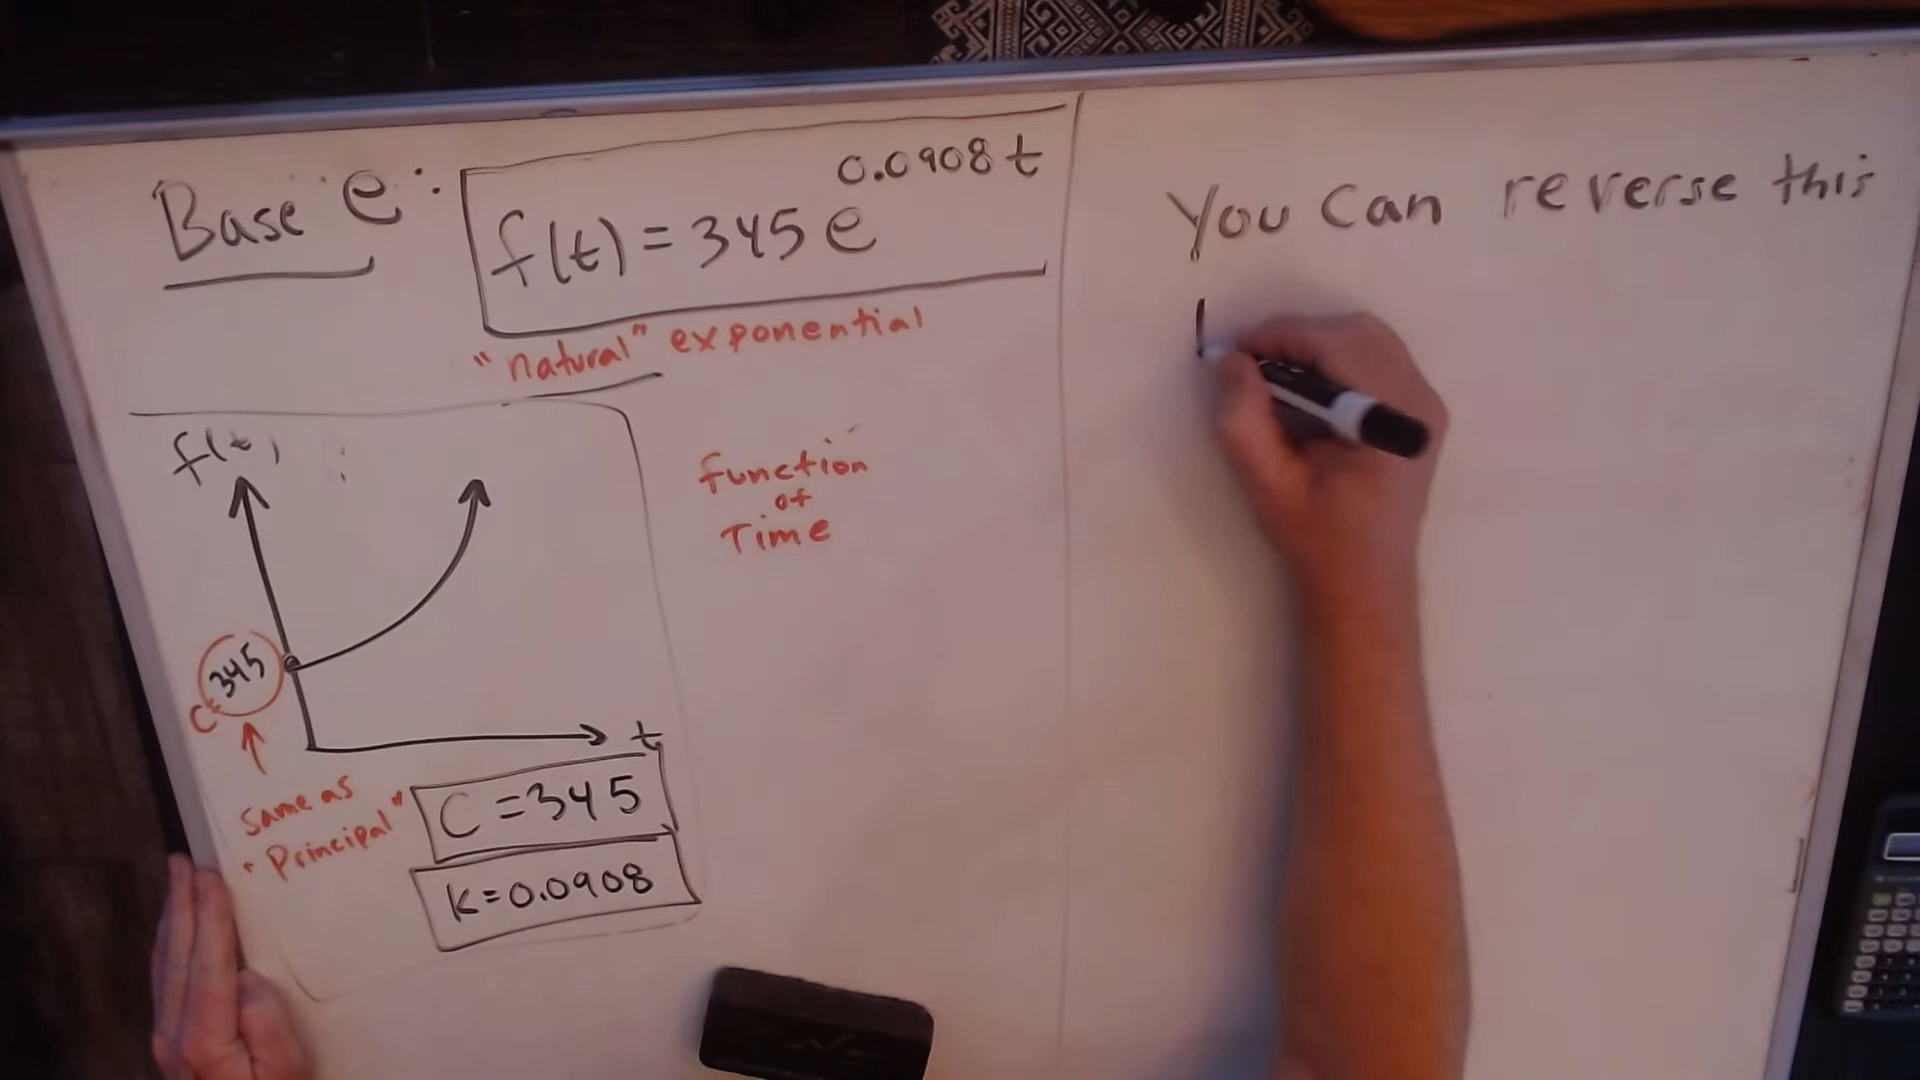 Base e:
0.0908t
f(t) = 345 e
"natural" exponential
f(t)
function
of
Time
345
C=
t
Same as
"Principal"
C = 345
K = 0.0908
You can reverse this